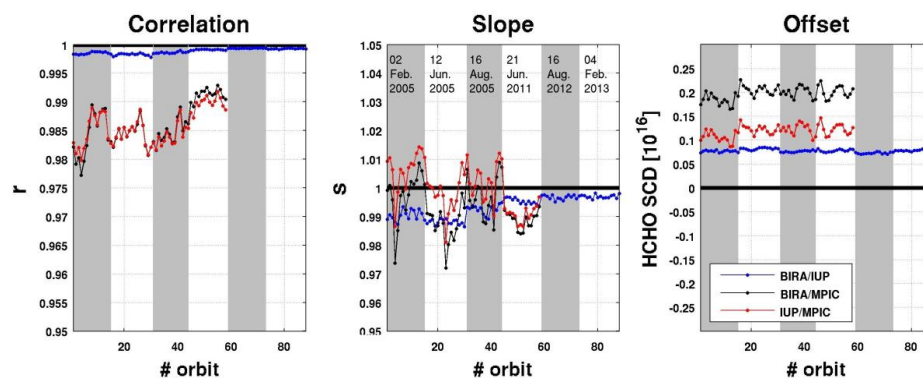 Correlation
Slope
Offset
1
0.995
0.99
0.985
0.98
0.975
0.97
0.965
0.96
0.955
0.95
r
20 40 60 80
# orbit
1.05
1.04
1.03
1.02
1.01
1
0.99
0.98
0.97
0.96
0.95
s
02 12 16 21 16 04
Feb. Jun. Aug. Jun. Aug. Feb.
2005 2005 2005 2011 2012 2013
20 40 60 80
# orbit
HCHO SCD [10^16]
0.25
0.2
0.15
0.1
0.05
0
-0.05
-0.1
-0.15
-0.2
-0.25
BIRA/IUP
BIRA/MPIC
IUP/MPIC
20 40 60 80
# orbit